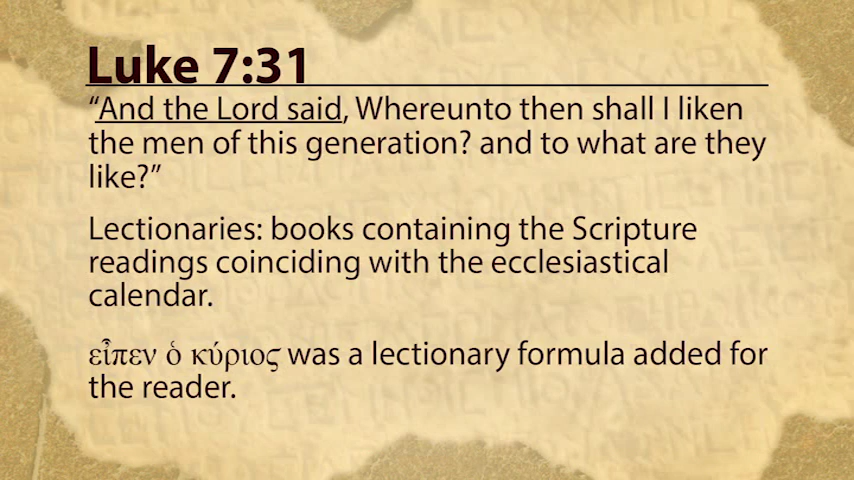 Luke 7:31
“And the Lord said, Whereunto then shall I liken
the men of this generation? and to what are they
like?”
Lectionaries: books containing the Scripture
readings coinciding with the ecclesiastical
calendar.
εἶπεν ὁ κύριος was a lectionary formula added for
the reader.